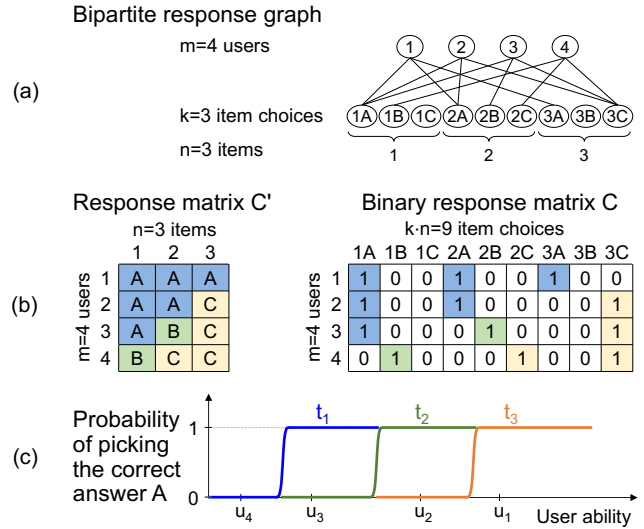 Bipartite response graph
m=4 users
1 2 3 4
(a)
k=3 item choices
1A 1B 1C 2A 2B 2C 3A 3B 3C
n=3 items
1 2 3
Response matrix C'
Binary response matrix C
n=3 items
k·n=9 item choices
1 2 3
1A 1B 1C 2A 2B 2C 3A 3B 3C
(b)
m=4 users
1 A A A
2 A A C
3 A B C
4 B C C
m=4 users
1 1 0 0 1 0 0 1 0 0
2 1 0 0 1 0 0 0 0 1
3 1 0 0 0 1 0 0 0 1
4 0 1 0 0 0 1 0 0 1
(c)
Probability
of picking
the correct
answer A
1
0
t1 t2 t3
u4 u3 u2 u1 User ability